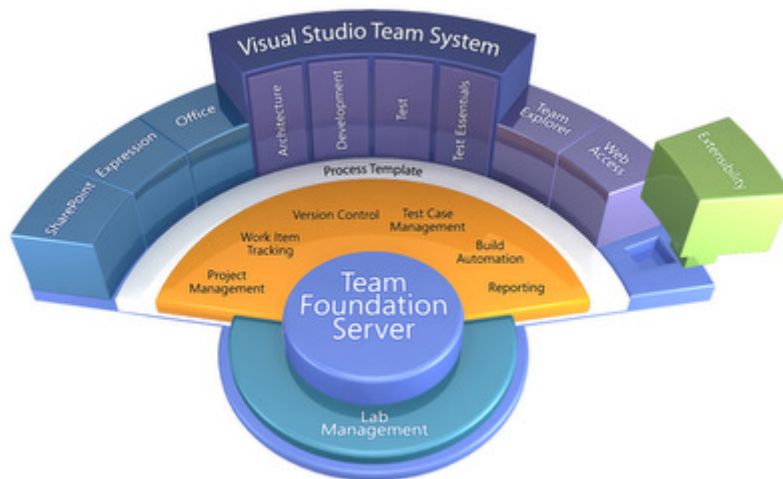 Visual Studio Team System
SharePoint
Expression
Office
Architecture
Development
Test
Test Essentials
Team
Explorer
Web
Access
Extensibility
Process Template
Project
Management
Work Item
Tracking
Version Control
Test Case
Management
Build
Automation
Reporting
Team
Foundation
Server
Lab
Management